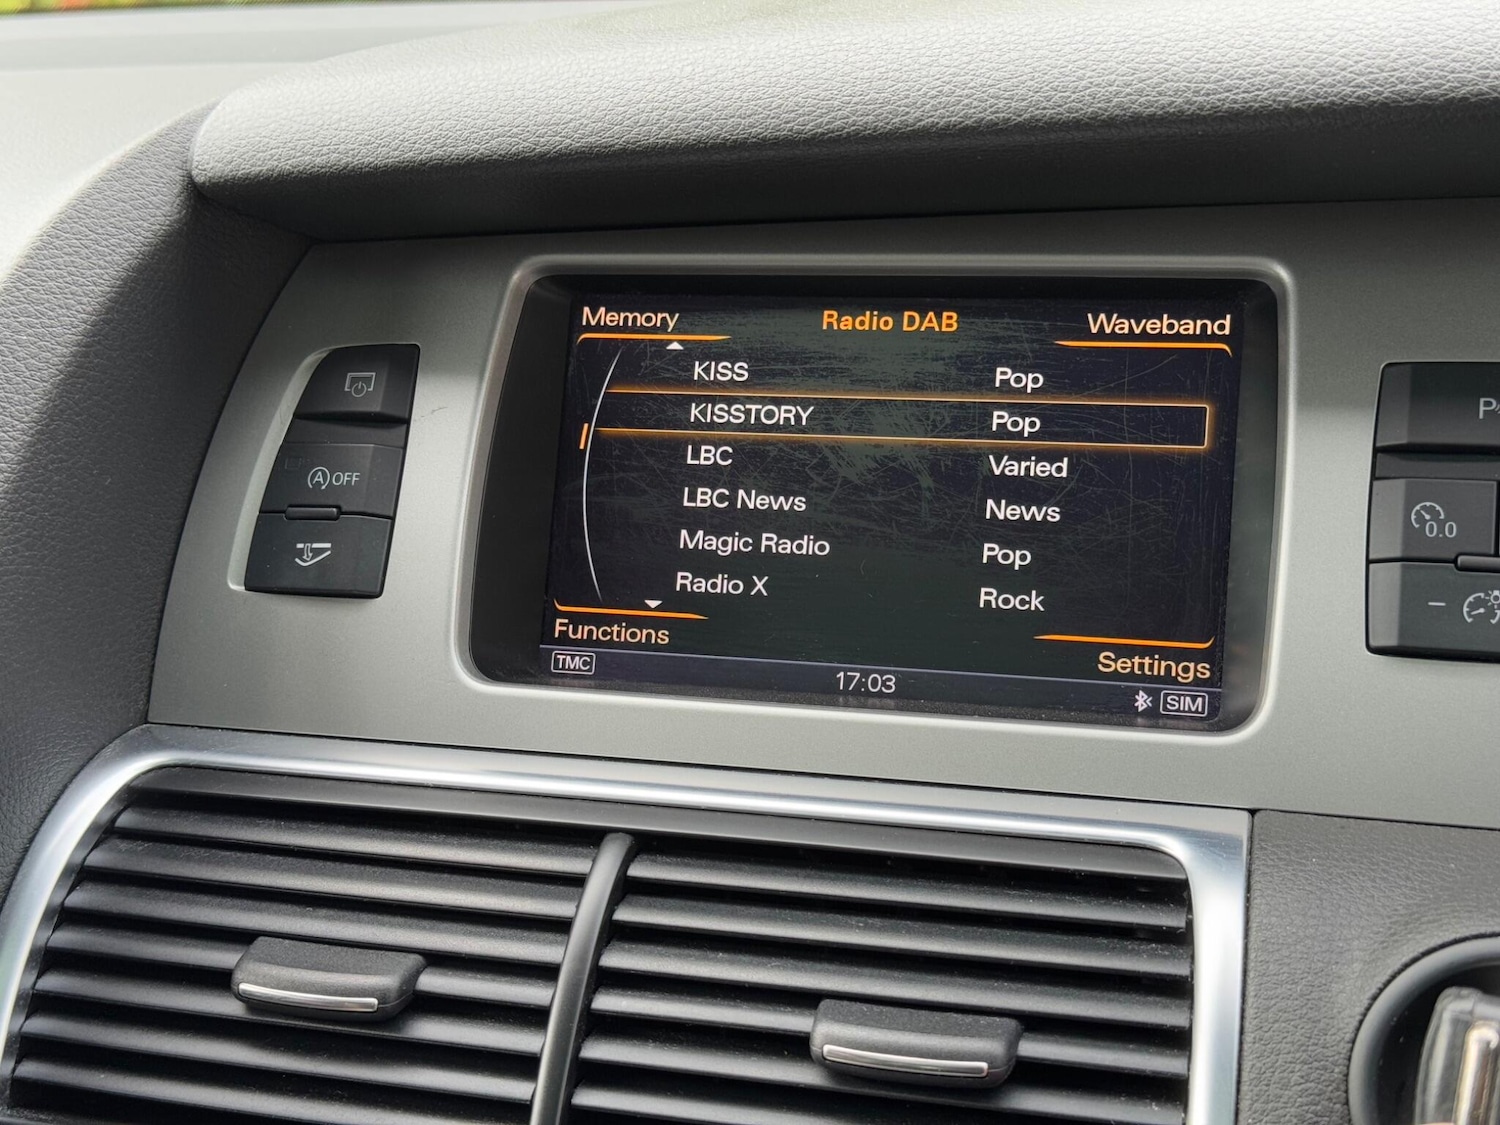 Memory Radio DAB Waveband
KISS Pop
KISSTORY Pop
LBC Varied
LBC News News
Magic Radio Pop
Radio X Rock
Functions Settings
TMC 17:03 SIM
A OFF
0.0